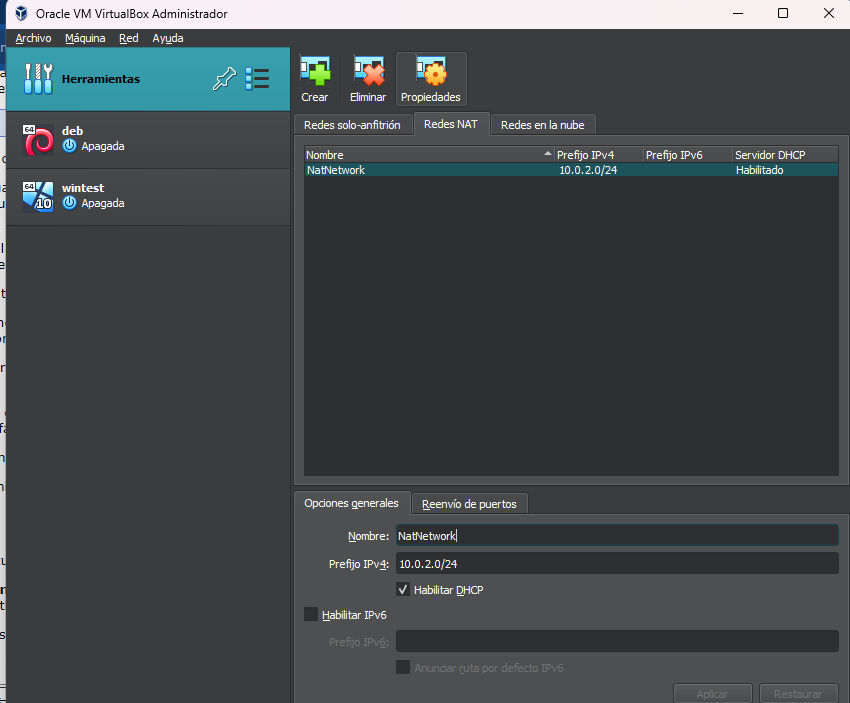 Oracle VM VirtualBox Administrador
Archivo Máquina Red Ayuda
Herramientas
64
deb
Apagada
64
10
wintest
Apagada
Crear Eliminar Propiedades
Redes solo-anfitrión Redes NAT Redes en la nube
Nombre Prefijo IPv4 Prefijo IPv6 Servidor DHCP
NatNetwork 10.0.2.0/24 Habilitado
Opciones generales Reenvío de puertos
Nombre: NatNetwork
Prefijo IPv4: 10.0.2.0/24
Habilitar DHCP
Habilitar IPv6
Prefijo IPv6:
Anunciar ruta por defecto IPv6
Aplicar Restaurar